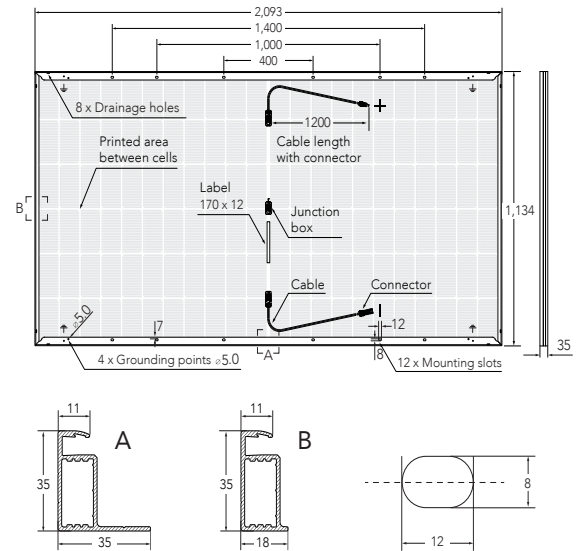 2,093
1,400
1,000
400
8 x Drainage holes
+
1200
Printed area
between cells
Cable length
with connector
Label
170 x 12
B
Junction
box
1,134
Cable
Connector
⌀5.0
7
12
8
A
4 x Grounding points ⌀5.0
12 x Mounting slots
35
11
A
35
35
11
B
35
18
8
12